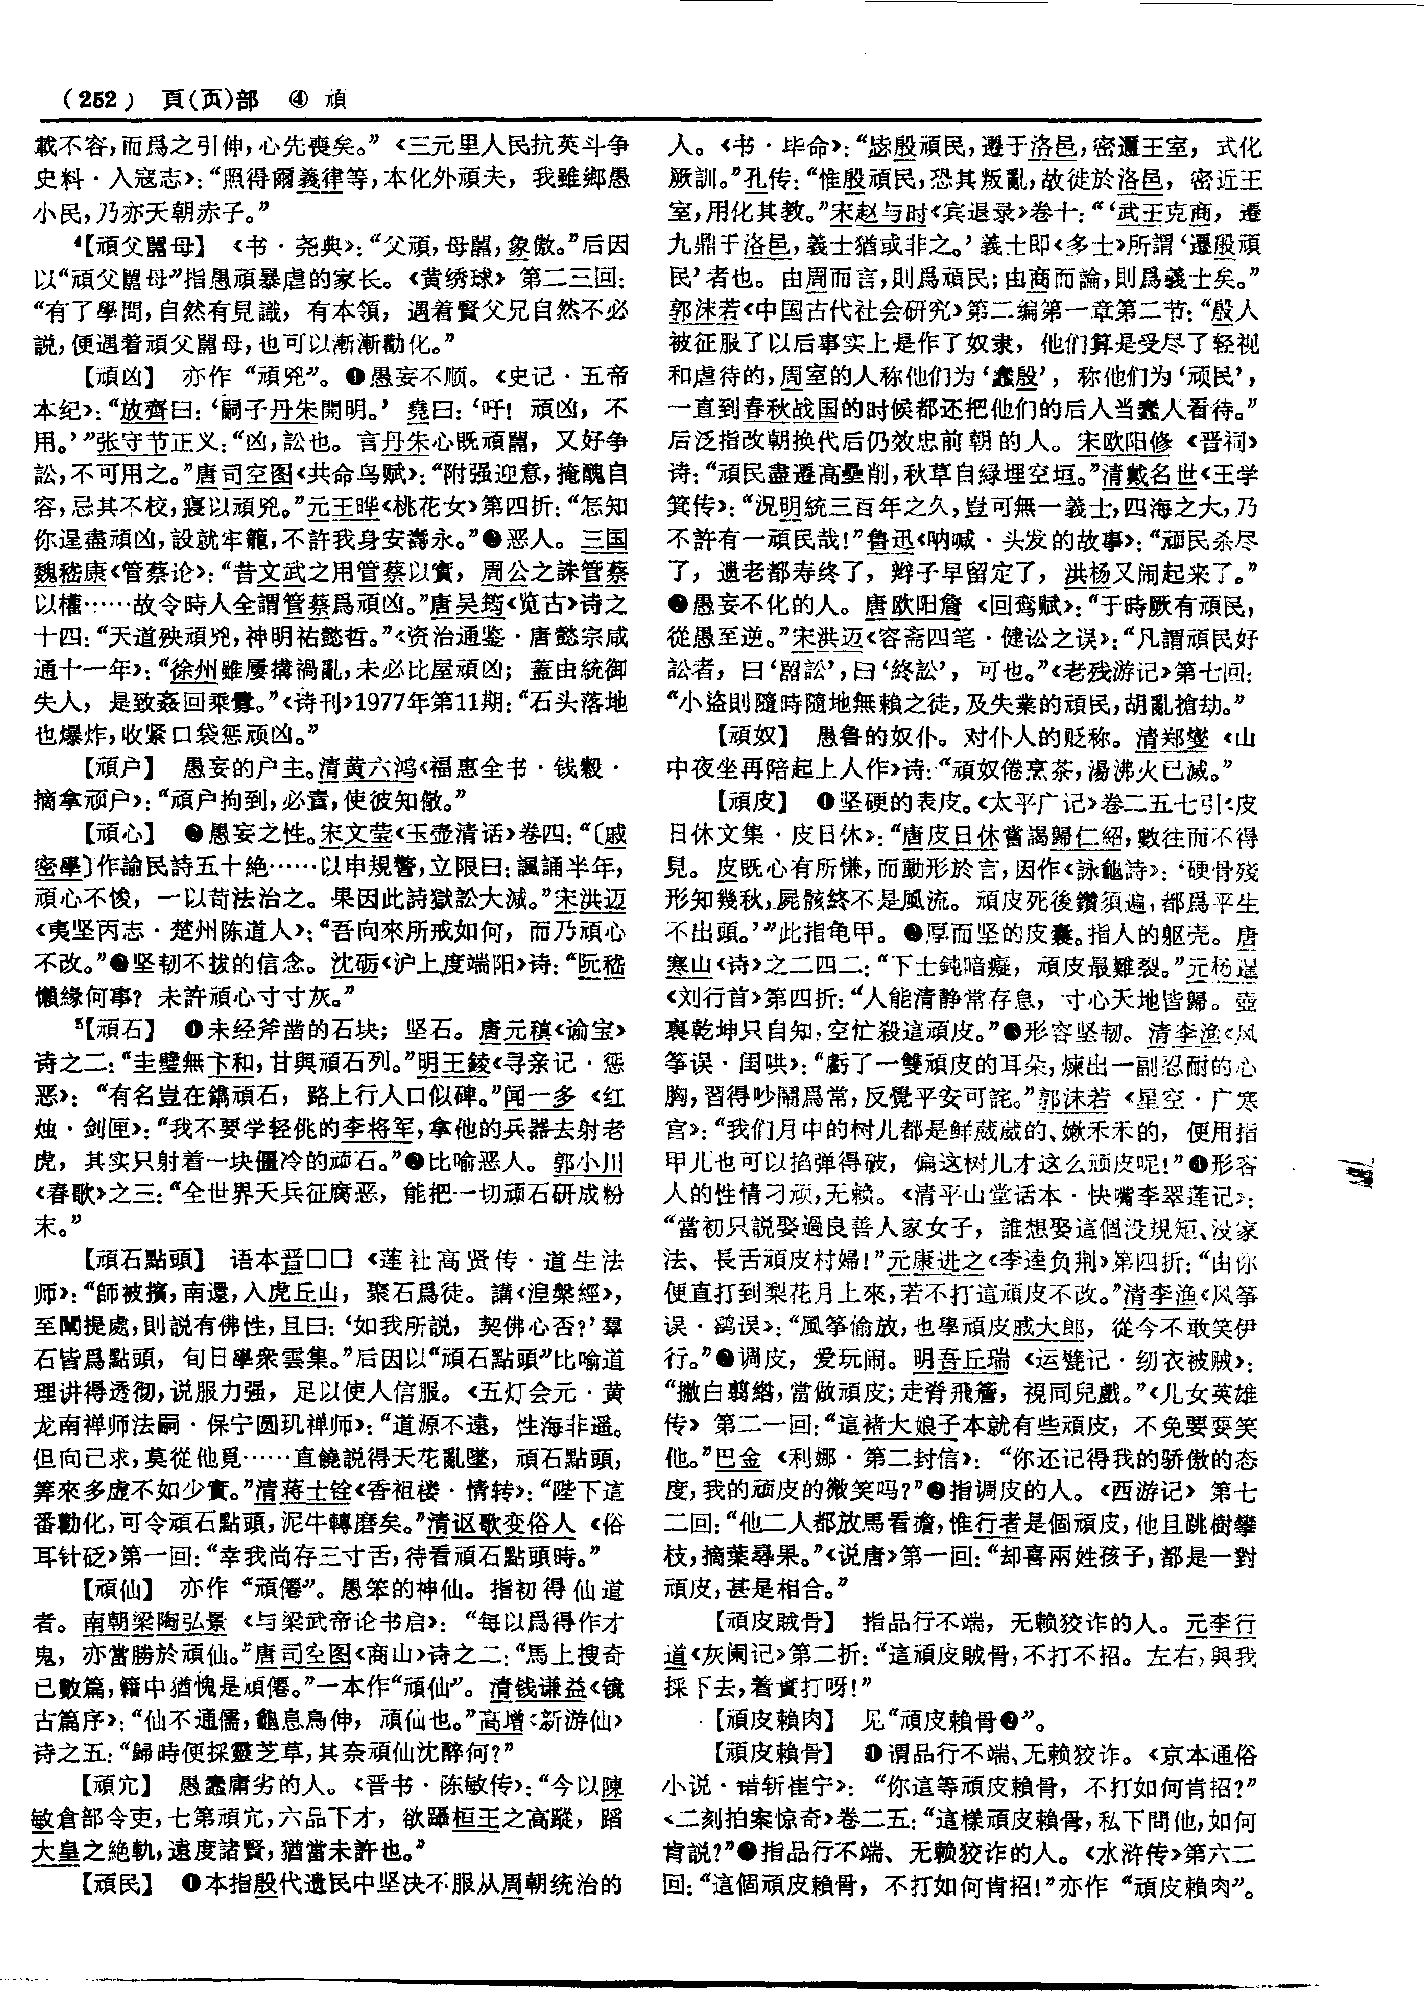 (252) 頁(页)部 ④ 頑
載不容，而爲之引伸，心先喪矣。”《三元里人民抗英斗争
史料·入寇志》：“照得爾義律等，本化外頑夫，我雖鄉愚
小民，乃亦天朝赤子。”
⁴【頑父嚚母】 《书·尧典》：“父頑，母嚚，象傲。”后因
以“頑父嚚母”指愚頑暴虐的家长。《黄绣球》第二三回：
“有了學問，自然有見識，有本領，遇着賢父兄自然不必
説，便遇着頑父嚚母，也可以漸漸勸化。”
【頑凶】 亦作“頑兇”。❶愚妄不顺。《史记·五帝
本纪》：“放齊曰：‘嗣子丹朱開明。’堯曰：‘吁！頑凶，不
用。’”张守节正义：“凶，訟也。言丹朱心既頑嚚，又好争
訟，不可用之。”唐司空图《共命鸟赋》：“附强迎意，掩醜自
容，忌其不校，寢以頑兇。”元王晔《桃花女》第四折：“怎知
你逞盡頑凶，設就牢籠，不許我身安壽永。”❷恶人。三国
魏嵇康《管蔡论》：“昔文武之用管蔡以實，周公之誅管蔡
以權……故令時人全謂管蔡爲頑凶。”唐吴筠《览古》诗之
十四：“天道殃頑兇，神明祐懿哲。”《资治通鉴·唐懿宗咸
通十一年》：“徐州雖屢搆禍亂，未必比屋頑凶；蓋由統御
失人，是致姦回乘釁。”《诗刊》1977年第11期：“石头落地
也爆炸，收紧口袋惩顽凶。”
【頑户】 愚妄的户主。清黄六鸿《福惠全书·钱穀·
摘拿顽户》：“頑户拘到，必責，使彼知儆。”
【頑心】 ❶愚妄之性。宋文莹《玉壶清话》卷四：“〔戚
密學〕作諭民詩五十絶……以申規警，立限曰：諷誦半年，
頑心不悛，一以苛法治之。果因此詩獄訟大減。”宋洪迈
《夷坚丙志·楚州陈道人》：“吾向來所戒如何，而乃頑心
不改。”❷坚韧不拔的信念。沈砺《沪上度端阳》诗：“阮嵇
懶緣何事？未許頑心寸寸灰。”
⁵【頑石】 ❶未经斧凿的石块；坚石。唐元稹《谕宝》
诗之二：“圭璧無卞和，甘與頑石列。”明王錂《寻亲记·惩
恶》：“有名豈在鐫頑石，路上行人口似碑。”闻一多《红
烛·剑匣》：“我不要学轻佻的李将军，拿他的兵器去射老
虎，其实只射着一块僵冷的顽石。”❷比喻恶人。郭小川
《春歌》之三：“全世界天兵征腐恶，能把一切顽石研成粉
末。”
【頑石點頭】 语本晋□□《莲社高贤传·道生法
师》：“師被擯，南還，入虎丘山，聚石爲徒。講《涅槃經》，
至闡提處，則説有佛性，且曰：‘如我所説，契佛心否？’羣
石皆爲點頭，旬日學衆雲集。”后因以“頑石點頭”比喻道
理讲得透彻，说服力强，足以使人信服。《五灯会元·黄
龙南禅师法嗣·保宁圆玑禅师》：“道源不遠，性海非遥。
但向己求，莫從他覓……直饒説得天花亂墜，頑石點頭，
筭來多虚不如少實。”清蒋士铨《香祖楼·情转》：“陛下這
番勸化，可令頑石點頭，泥牛轉磨矣。”清讴歌变俗人《俗
耳针砭》第一回：“幸我尚存三寸舌，待看頑石點頭時。”
【頑仙】 亦作“頑僊”。愚笨的神仙。指初得仙道
者。南朝梁陶弘景《与梁武帝论书启》：“每以爲得作才
鬼，亦當勝於頑仙。”唐司空图《商山》诗之二：“馬上搜奇
已數篇，籍中猶愧是頑僊。”一本作“頑仙”。清钱谦益《镜
古篇序》：“仙不通儒，龜息鳥伸，頑仙也。”高增《新游仙》
诗之五：“歸時便採靈芝草，其奈頑仙沈醉何？”
【頑宂】 愚蠢庸劣的人。《晋书·陈敏传》：“今以陳
敏倉部令吏，七第頑宂，六品下才，欲躡桓王之高蹤，蹈
大皇之絶軌，遠度諸賢，猶當未許也。”
【頑民】 ❶本指殷代遗民中坚决不服从周朝统治的
人。《书·毕命》：“毖殷頑民，遷于洛邑，密邇王室，式化
厥訓。”孔传：“惟殷頑民，恐其叛亂，故徙於洛邑，密近王
室，用化其教。”宋赵与时《宾退录》卷十：“‘武王克商，遷
九鼎于洛邑，義士猶或非之。’義士即《多士》所謂‘遷殷頑
民’者也。由周而言，則爲頑民；由商而論，則爲義士矣。”
郭沫若《中国古代社会研究》第二编第一章第二节：“殷人
被征服了以后事实上是作了奴隶，他们算是受尽了轻视
和虐待的，周室的人称他们为‘蠢殷’，称他们为‘顽民’，
一直到春秋战国的时候都还把他们的后人当蠢人看待。”
后泛指改朝换代后仍效忠前朝的人。宋欧阳修《晋祠》
诗：“頑民盡遷高壘削，秋草自緑埋空垣。”清戴名世《王学
箕传》：“況明統三百年之久，豈可無一義士，四海之大，乃
不許有一頑民哉！”鲁迅《呐喊·头发的故事》：“顽民杀尽
了，遗老都寿终了，辫子早留定了，洪杨又闹起来了。”
❷愚妄不化的人。唐欧阳詹《回鸾赋》：“于時厥有頑民，
從愚至逆。”宋洪迈《容斋四笔·健讼之误》：“凡謂頑民好
訟者，曰‘嚚訟’，曰‘終訟’，可也。”《老残游记》第七回：
“小盜則隨時隨地無賴之徒，及失業的頑民，胡亂搶劫。”
【頑奴】 愚鲁的奴仆。对仆人的贬称。清郑燮《山
中夜坐再陪起上人作》诗：“頑奴倦烹茶，湯沸火已滅。”
【頑皮】 ❶坚硬的表皮。《太平广记》卷二五七引《皮
日休文集·皮日休》：“唐皮日休嘗謁歸仁紹，數往而不得
見。皮既心有所慊，而動形於言，因作《詠龜詩》：‘硬骨殘
形知幾秋，屍骸終不是風流。頑皮死後鑽須遍，都爲平生
不出頭。’”此指龟甲。❷厚而坚的皮囊。指人的躯壳。唐
寒山《诗》之二四二：“下士鈍暗癡，頑皮最難裂。”元杨暹
《刘行首》第四折：“人能清静常存息，寸心天地皆歸。壺
裏乾坤只自知，空忙殺這頑皮。”❸形容坚韧。清李渔《风
筝误·闺哄》：“虧了一雙頑皮的耳朵，煉出一副忍耐的心
胸，習得吵鬧爲常，反覺平安可詫。”郭沫若《星空·广寒
宫》：“我们月中的树儿都是鲜葳葳的、嫩禾禾的，便用指
甲儿也可以掐弹得破，偏这树儿才这么顽皮呢！”❹形容
人的性情刁顽，无赖。《清平山堂话本·快嘴李翠莲记》：
“當初只説娶過良善人家女子，誰想娶這個没規矩、没家
法、長舌頑皮村婦！”元康进之《李逵负荆》第四折：“由你
便直打到梨花月上來，若不打這頑皮不改。”清李渔《风筝
误·鹞误》：“風筝偷放，也學頑皮戚大郎，從今不敢笑伊
行。”❺调皮，爱玩闹。明吾丘瑞《运甓记·纫衣被贼》：
“撇白剪綹，當做頑皮；走脊飛簷，視同兒戲。”《儿女英雄
传》第二一回：“這褚大娘子本就有些頑皮，不免要耍笑
他。”巴金《利娜·第二封信》：“你还记得我的骄傲的态
度，我的顽皮的微笑吗？”❻指调皮的人。《西游记》第七
二回：“他二人都放馬看擔，惟行者是個頑皮，他且跳樹攀
枝，摘葉尋果。”《说唐》第一回：“却喜兩姓孩子，都是一對
頑皮，甚是相合。”
【頑皮賊骨】 指品行不端，无赖狡诈的人。元李行
道《灰阑记》第二折：“這頑皮賊骨，不打不招。左右，與我
採下去，着實打呀！”
【頑皮賴肉】 见“頑皮賴骨❷”。
【頑皮賴骨】 ❶谓品行不端、无赖狡诈。《京本通俗
小说·错斩崔宁》：“你這等頑皮賴骨，不打如何肯招？”
《二刻拍案惊奇》卷二五：“這樣頑皮賴骨，私下問他，如何
肯説？”❷指品行不端、无赖狡诈的人。《水浒传》第六二
回：“這個頑皮賴骨，不打如何肯招！”亦作“頑皮賴肉”。